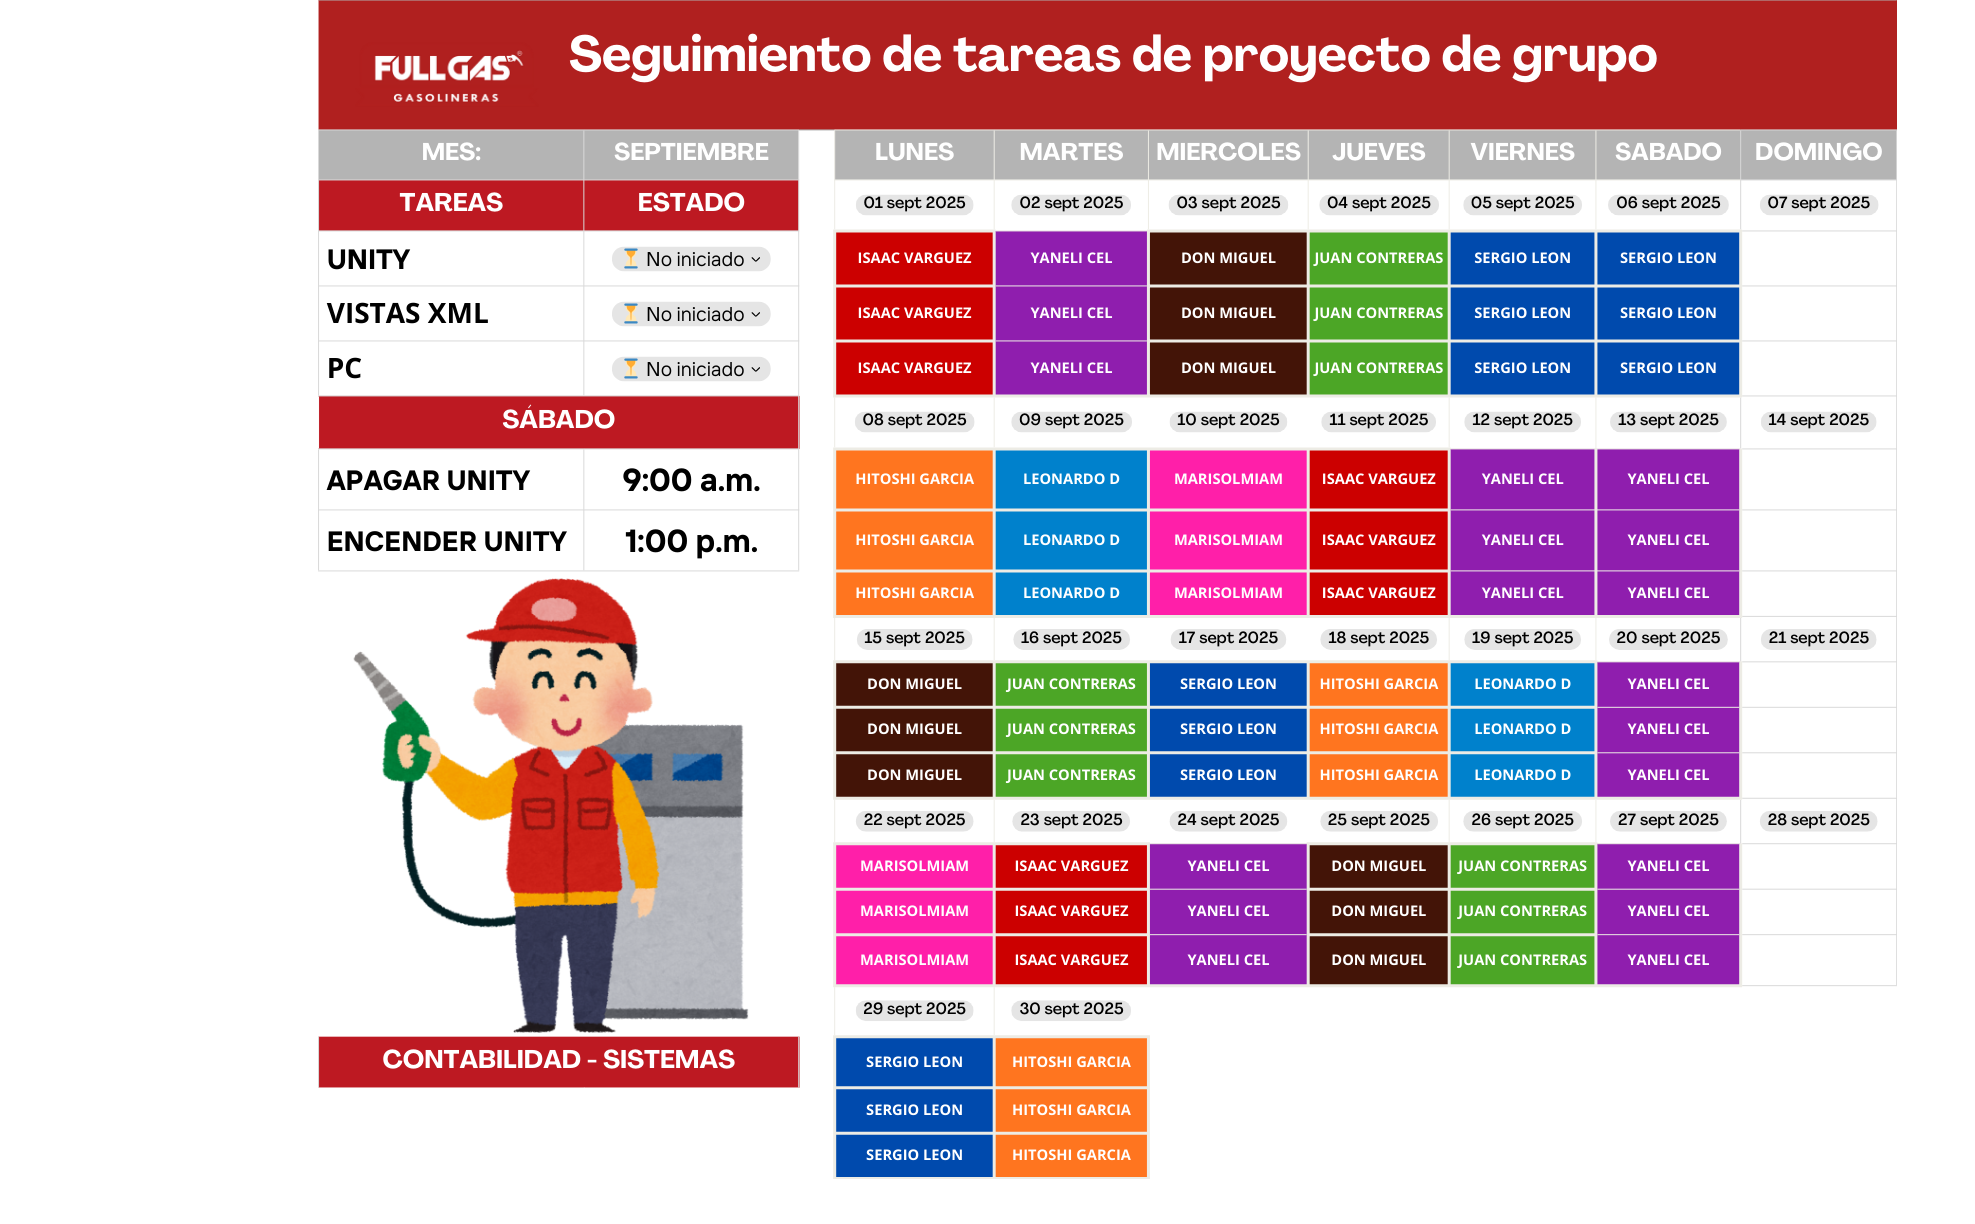 FULLGAS
GASOLINERAS
Seguimiento de tareas de proyecto de grupo
MES: SEPTIEMBRE LUNES MARTES MIERCOLES JUEVES VIERNES SABADO DOMINGO
TAREAS ESTADO 01 sept 2025 02 sept 2025 03 sept 2025 04 sept 2025 05 sept 2025 06 sept 2025 07 sept 2025
UNITY No iniciado ISAAC VARGUEZ YANELI CEL DON MIGUEL JUAN CONTRERAS SERGIO LEON SERGIO LEON
VISTAS XML No iniciado ISAAC VARGUEZ YANELI CEL DON MIGUEL JUAN CONTRERAS SERGIO LEON SERGIO LEON
PC No iniciado ISAAC VARGUEZ YANELI CEL DON MIGUEL JUAN CONTRERAS SERGIO LEON SERGIO LEON
SÁBADO 08 sept 2025 09 sept 2025 10 sept 2025 11 sept 2025 12 sept 2025 13 sept 2025 14 sept 2025
APAGAR UNITY 9:00 a.m. HITOSHI GARCIA LEONARDO D MARISOLMIAM ISAAC VARGUEZ YANELI CEL YANELI CEL
ENCENDER UNITY 1:00 p.m. HITOSHI GARCIA LEONARDO D MARISOLMIAM ISAAC VARGUEZ YANELI CEL YANELI CEL
HITOSHI GARCIA LEONARDO D MARISOLMIAM ISAAC VARGUEZ YANELI CEL YANELI CEL
15 sept 2025 16 sept 2025 17 sept 2025 18 sept 2025 19 sept 2025 20 sept 2025 21 sept 2025
DON MIGUEL JUAN CONTRERAS SERGIO LEON HITOSHI GARCIA LEONARDO D YANELI CEL
DON MIGUEL JUAN CONTRERAS SERGIO LEON HITOSHI GARCIA LEONARDO D YANELI CEL
DON MIGUEL JUAN CONTRERAS SERGIO LEON HITOSHI GARCIA LEONARDO D YANELI CEL
22 sept 2025 23 sept 2025 24 sept 2025 25 sept 2025 26 sept 2025 27 sept 2025 28 sept 2025
MARISOLMIAM ISAAC VARGUEZ YANELI CEL DON MIGUEL JUAN CONTRERAS YANELI CEL
MARISOLMIAM ISAAC VARGUEZ YANELI CEL DON MIGUEL JUAN CONTRERAS YANELI CEL
MARISOLMIAM ISAAC VARGUEZ YANELI CEL DON MIGUEL JUAN CONTRERAS YANELI CEL
29 sept 2025 30 sept 2025
CONTABILIDAD - SISTEMAS SERGIO LEON HITOSHI GARCIA
SERGIO LEON HITOSHI GARCIA
SERGIO LEON HITOSHI GARCIA